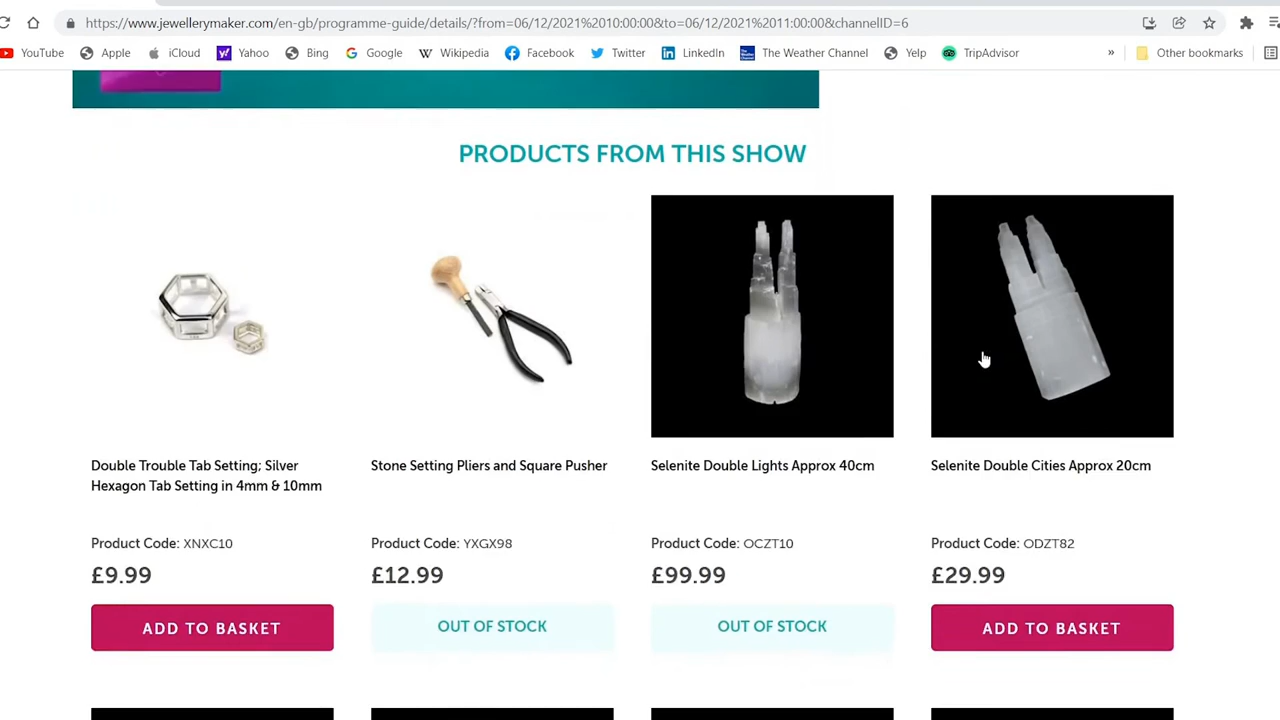 https://www.jewellerymaker.com/en-gb/programme-guide/details/?from=06/12/2021%2010:00:00&to=06/12/2021%2011:00:00&channelID=6
YouTube Apple iCloud Yahoo Bing Google Wikipedia Facebook Twitter LinkedIn The Weather Channel Yelp TripAdvisor » Other bookmarks
PRODUCTS FROM THIS SHOW
Double Trouble Tab Setting; Silver
Hexagon Tab Setting in 4mm & 10mm
Product Code: XNXC10
£9.99
ADD TO BASKET
Stone Setting Pliers and Square Pusher
Product Code: YXGX98
£12.99
OUT OF STOCK
Selenite Double Lights Approx 40cm
Product Code: OCZT10
£99.99
OUT OF STOCK
Selenite Double Cities Approx 20cm
Product Code: ODZT82
£29.99
ADD TO BASKET